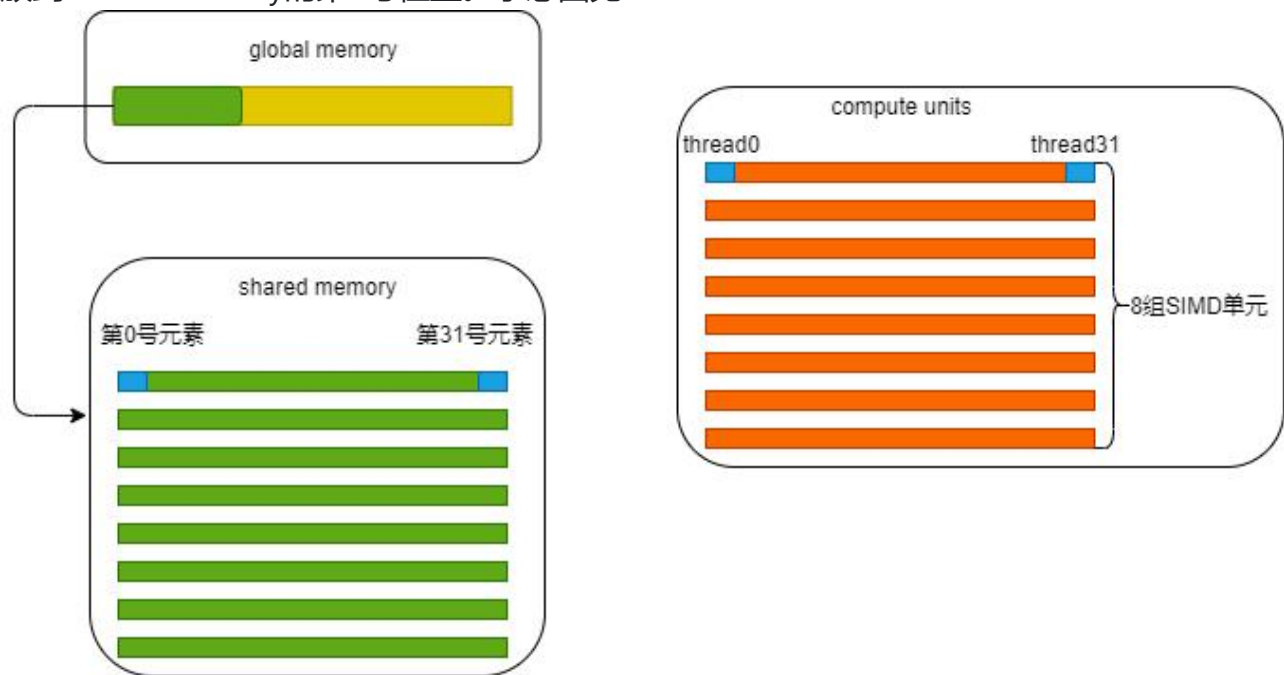 global memory
compute units
thread0
thread31
shared memory
第0号元素
第31号元素
8组SIMD单元